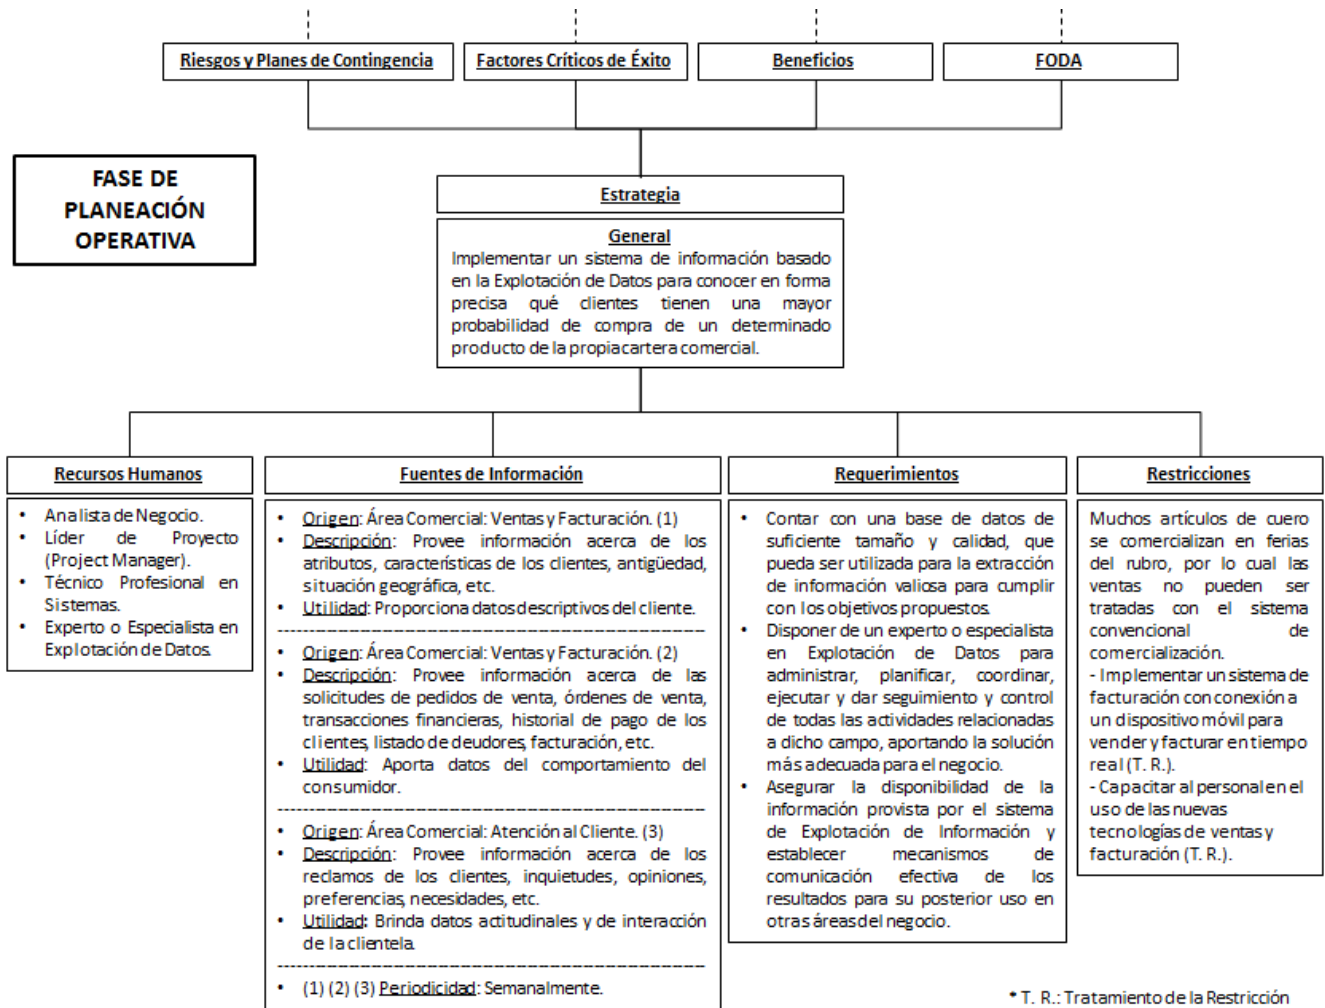 Riesgos y Planes de Contingencia
Factores Críticos de Éxito
Beneficios
FODA
FASE DE
PLANEACIÓN
OPERATIVA
Estrategia
General
Implementar un sistema de información basado
en la Explotación de Datos para conocer en forma
precisa qué clientes tienen una mayor
probabilidad de compra de un determinado
producto de la propia cartera comercial.
Recursos Humanos
• Analista de Negocio.
• Líder de Proyecto
(Project Manager).
• Técnico Profesional en
Sistemas.
• Experto o Especialista en
Explotación de Datos.
Fuentes de Información
• Origen: Área Comercial: Ventas y Facturación. (1)
• Descripción: Provee información acerca de los
atributos, características de los clientes, antigüedad,
situación geográfica, etc.
• Utilidad: Proporciona datos descriptivos del cliente.
• Origen: Área Comercial: Ventas y Facturación. (2)
• Descripción: Provee información acerca de las
solicitudes de pedidos de venta, órdenes de venta,
transacciones financieras, historial de pago de los
clientes, listado de deudores, facturación, etc.
• Utilidad: Aporta datos del comportamiento del
consumidor.
• Origen: Área Comercial: Atención al Cliente. (3)
• Descripción: Provee información acerca de los
reclamos de los clientes, inquietudes, opiniones,
preferencias, necesidades, etc.
• Utilidad: Brinda datos actitudinales y de interacción
de la clientela.
• (1) (2) (3) Periodicidad: Semanalmente.
Requerimientos
• Contar con una base de datos de
suficiente tamaño y calidad, que
pueda ser utilizada para la extracción
de información valiosa para cumplir
con los objetivos propuestos.
• Disponer de un experto o especialista
en Explotación de Datos para
administrar, planificar, coordinar,
ejecutar y dar seguimiento y control
de todas las actividades relacionadas
a dicho campo, aportando la solución
más adecuada para el negocio.
• Asegurar la disponibilidad de la
información provista por el sistema
de Explotación de Información y
establecer mecanismos de
comunicación efectiva de los
resultados para su posterior uso en
otras áreas del negocio.
Restricciones
Muchos artículos de cuero
se comercializan en ferias
del rubro, por lo cual las
ventas no pueden ser
tratadas con el sistema
convencional de
comercialización.
- Implementar un sistema de
facturación con conexión a
un dispositivo móvil para
vender y facturar en tiempo
real (T. R.).
- Capacitar al personal en el
uso de las nuevas
tecnologías de ventas y
facturación (T. R.).
* T. R.: Tratamiento de la Restricción